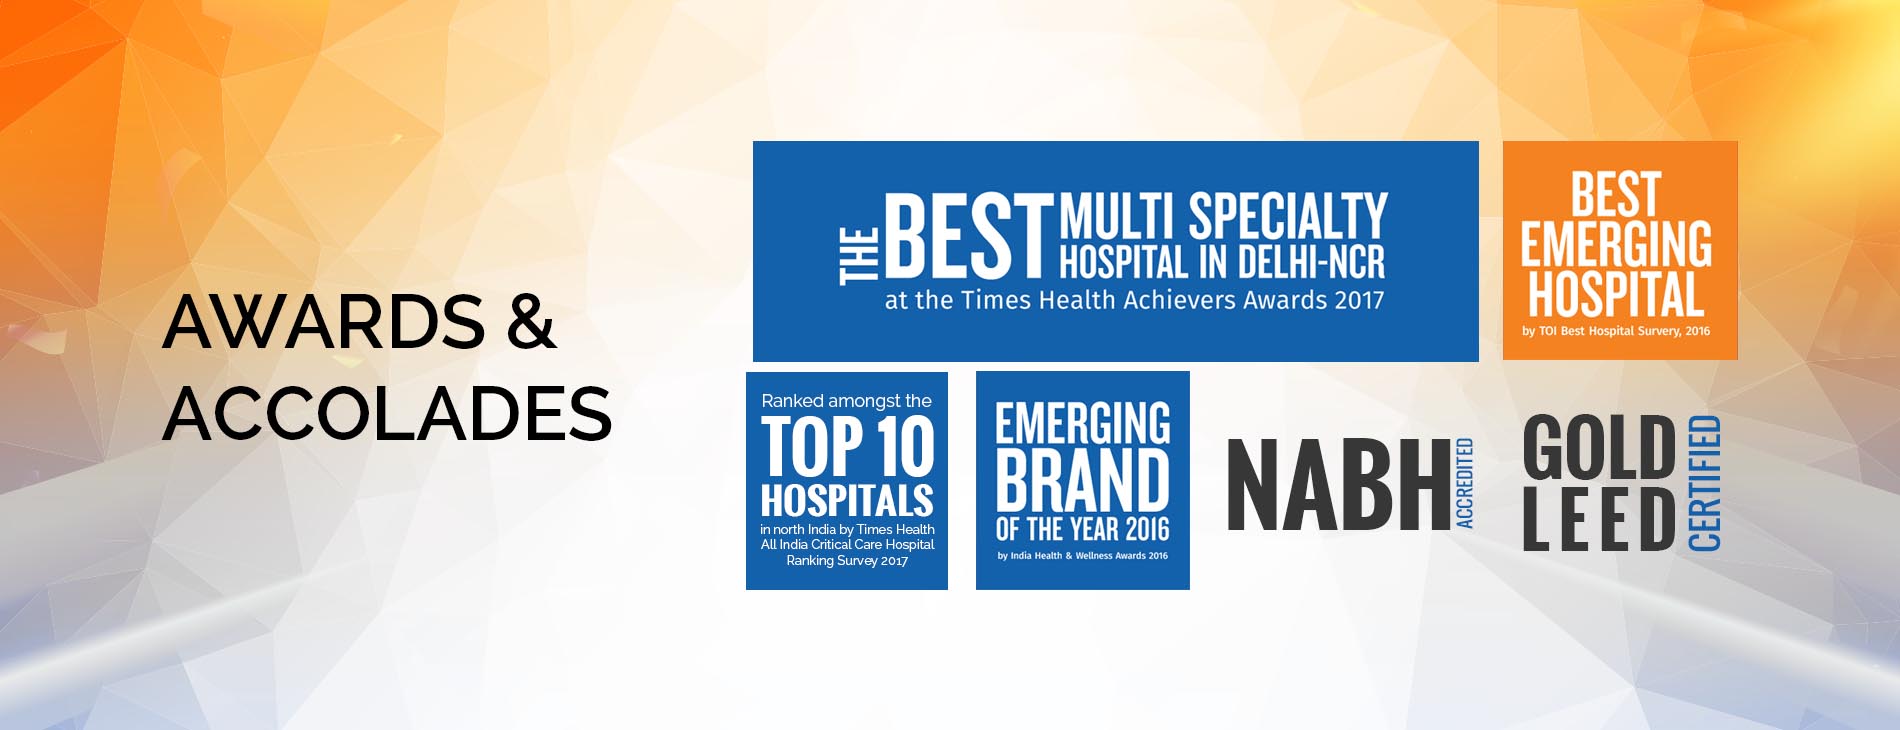 AWARDS &
ACCOLADES
THE BEST MULTI SPECIALTY
HOSPITAL IN DELHI-NCR
at the Times Health Achievers Awards 2017
BEST
EMERGING
HOSPITAL
by TOI Best Hospital Survery, 2016
Ranked amongst the
TOP 10
HOSPITALS
in north India by Times Health
All India Critical Care Hospital
Ranking Survey 2017
EMERGING
BRAND
OF THE YEAR 2016
by India Health & Wellness Awards 2016
NABH
ACCREDITED
GOLD
LEED
CERTIFIED